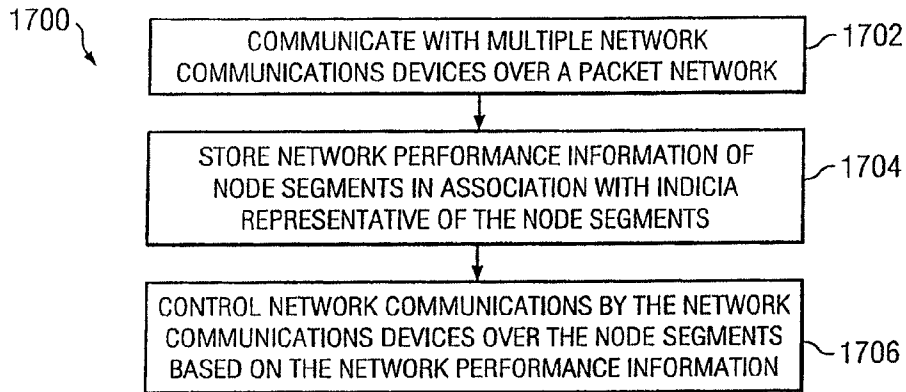 1700
COMMUNICATE WITH MULTIPLE NETWORK
COMMUNICATIONS DEVICES OVER A PACKET NETWORK
1702
STORE NETWORK PERFORMANCE INFORMATION OF
NODE SEGMENTS IN ASSOCIATION WITH INDICIA
REPRESENTATIVE OF THE NODE SEGMENTS
1704
CONTROL NETWORK COMMUNICATIONS BY THE NETWORK
COMMUNICATIONS DEVICES OVER THE NODE SEGMENTS
BASED ON THE NETWORK PERFORMANCE INFORMATION
1706